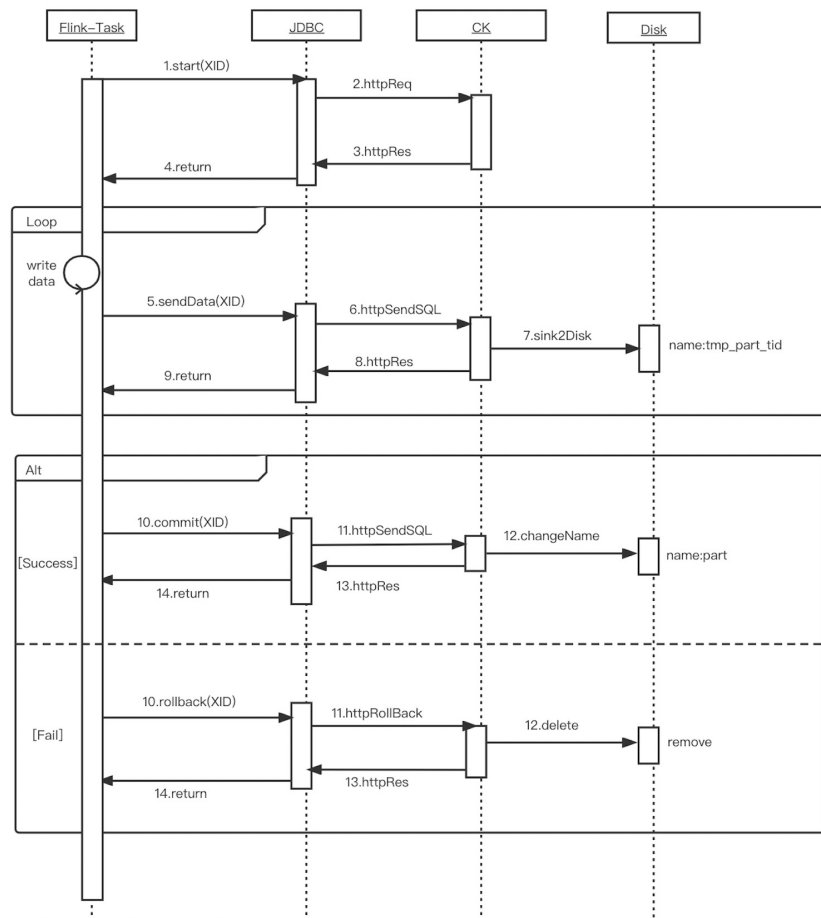 Flink-Task
JDBC
CK
Disk
1.start(XID)
2.httpReq
3.httpRes
4.return
Loop
write
data
5.sendData(XID)
6.httpSendSQL
7.sink2Disk
name:tmp_part_tid
8.httpRes
9.return
Alt
10.commit(XID)
11.httpSendSQL
12.changeName
[Success]
name:part
13.httpRes
14.return
10.rollback(XID)
11.httpRollBack
12.delete
[Fail]
remove
13.httpRes
14.return